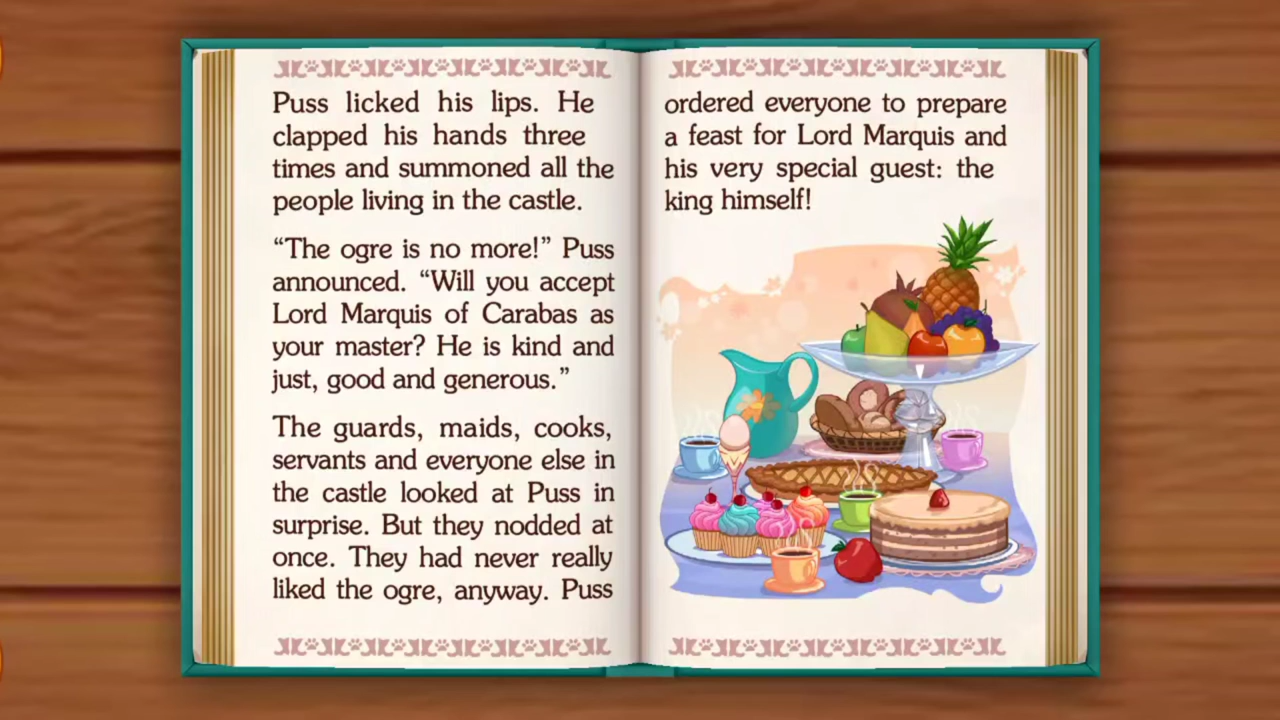 Puss licked his lips. He
clapped his hands three
times and summoned all the
people living in the castle.
“The ogre is no more!” Puss
announced. “Will you accept
Lord Marquis of Carabas as
your master? He is kind and
just, good and generous.”
The guards, maids, cooks,
servants and everyone else in
the castle looked at Puss in
surprise. But they nodded at
once. They had never really
liked the ogre, anyway. Puss
ordered everyone to prepare
a feast for Lord Marquis and
his very special guest: the
king himself!